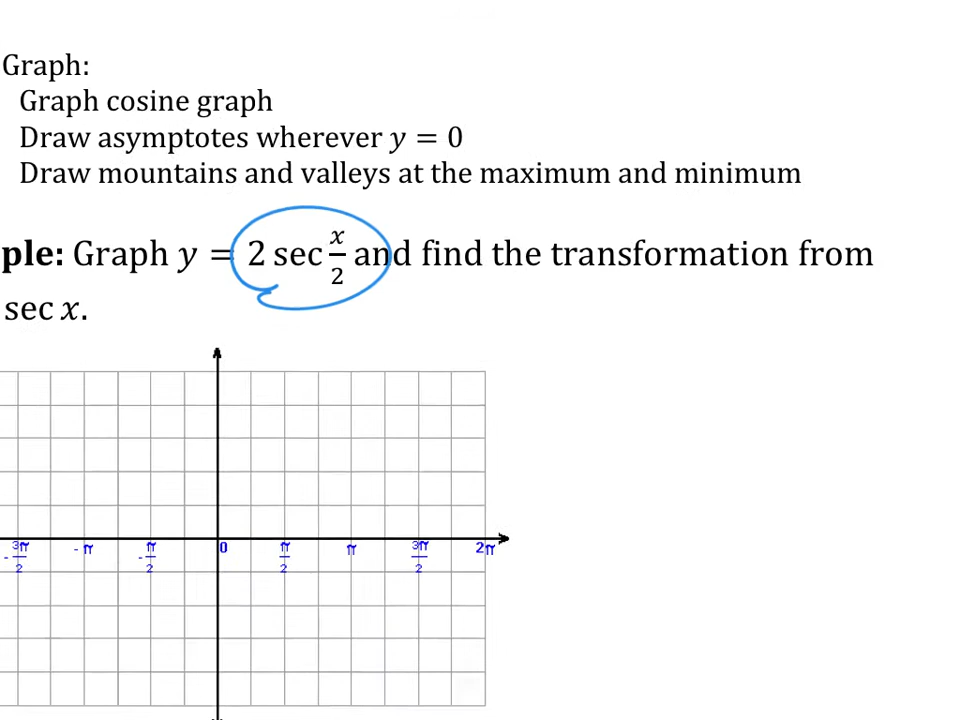 Graph:
Graph cosine graph
Draw asymptotes wherever y = 0
Draw mountains and valleys at the maximum and minimum
ple: Graph y = 2 sec x/2 and find the transformation from
sec x.
-3π/2 -π -π/2 0 π/2 π 3π/2 2π